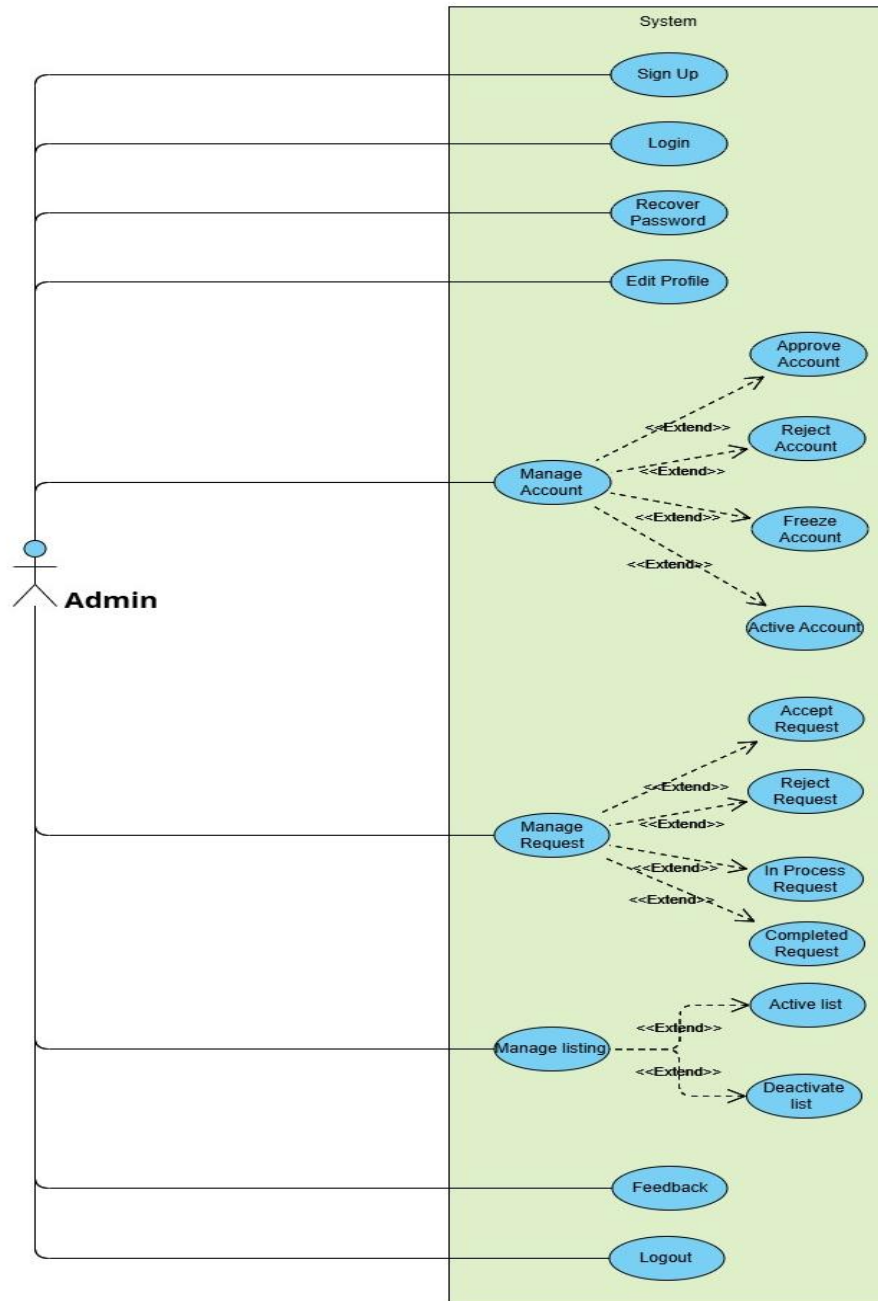 System
Sign Up
Login
Recover
Password
Edit Profile
Approve
Account
<<Extend>>
Reject
Account
<<Extend>>
Manage
Account
<<Extend>>
Freeze
Account
<<Extend>>
Admin
Active Account
Accept
Request
<<Extend>>
Reject
Request
<<Extend>>
Manage
Request
<<Extend>>
In Process
Request
<<Extend>>
Completed
Request
Active list
<<Extend>>
Manage listing
<<Extend>>
Deactivate
list
Feedback
Logout